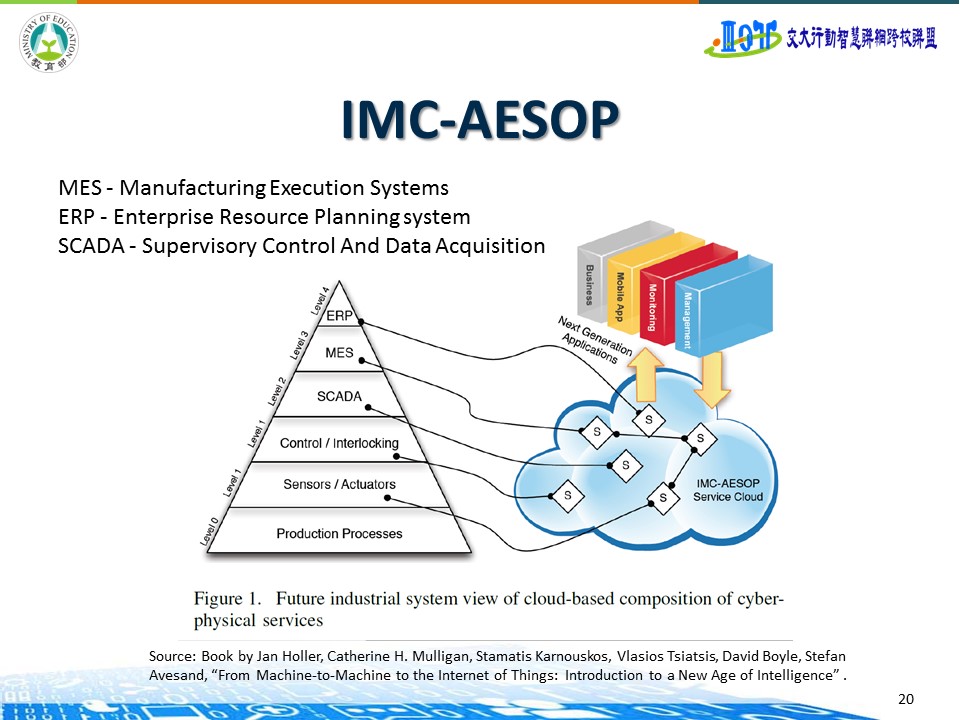 MINISTRY OF EDUCATION
教育部
交大行動智慧聯網跨校聯盟
IMC-AESOP
MES - Manufacturing Execution Systems
ERP - Enterprise Resource Planning system
SCADA - Supervisory Control And Data Acquisition
Business
Mobile App
Monitoring
Management
Next Generation
Applications
Level 4
ERP
Level 3
MES
Level 2
SCADA
Level 1
Control / Interlocking
Level 1
Sensors / Actuators
Level 0
Production Processes
S
S
S
S
S
S
IMC-AESOP
Service Cloud
Figure 1. Future industrial system view of cloud-based composition of cyber-
physical services
Source: Book by Jan Holler, Catherine H. Mulligan, Stamatis Karnouskos, Vlasios Tsiatsis, David Boyle, Stefan
Avesand, “From Machine-to-Machine to the Internet of Things: Introduction to a New Age of Intelligence” .
20